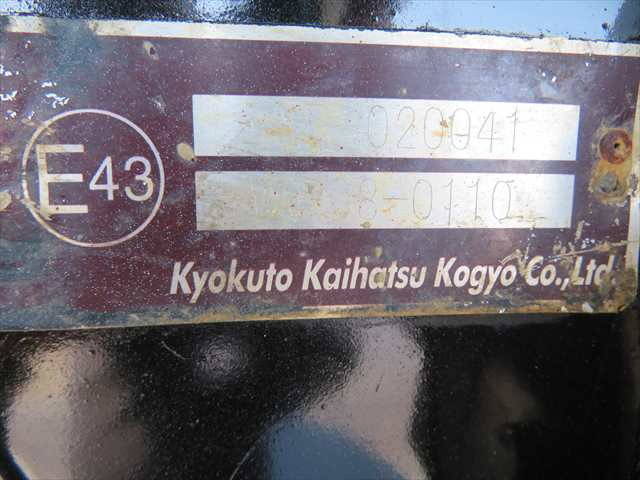 E43
020041
8-0110
Kyokuto Kaihatsu Kogyo Co.,Ltd.